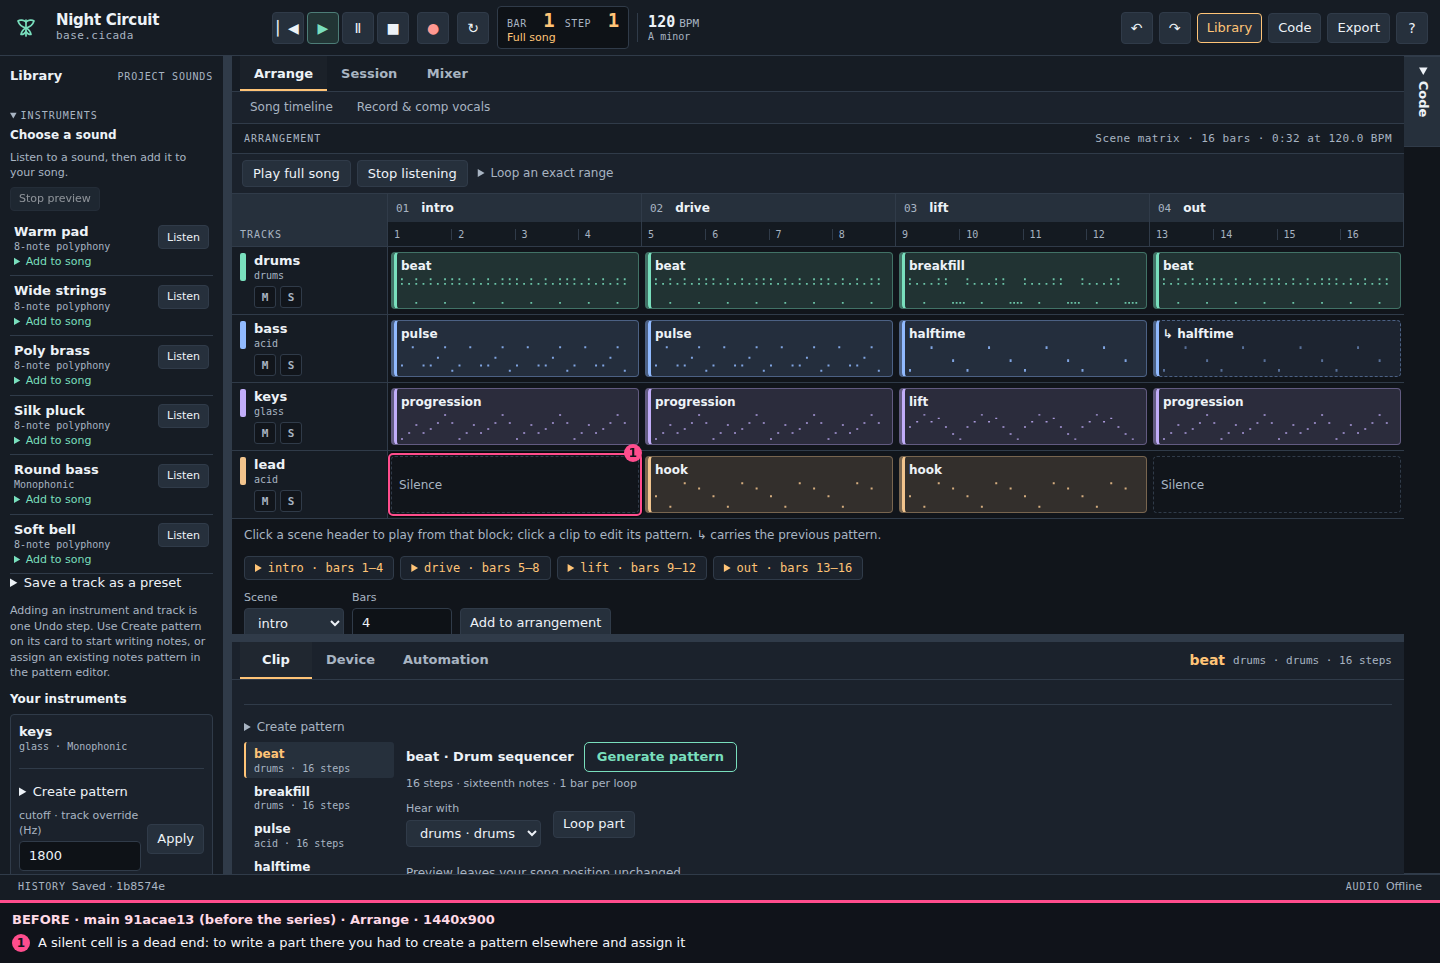 Night Circuit
base.cicada
BAR 1 STEP 1
Full song
120 BPM
A minor
Library
Code
Export
?
Library
PROJECT SOUNDS
INSTRUMENTS
Choose a sound
Listen to a sound, then add it to
your song.
Stop preview
Warm pad
8-note polyphony
Add to song
Listen
Wide strings
8-note polyphony
Add to song
Listen
Poly brass
8-note polyphony
Add to song
Listen
Silk pluck
8-note polyphony
Add to song
Listen
Round bass
Monophonic
Add to song
Listen
Soft bell
8-note polyphony
Add to song
Listen
Save a track as a preset
Adding an instrument and track is
one Undo step. Use Create pattern
on its card to start writing notes, or
assign an existing notes pattern in
the pattern editor.
Your instruments
keys
glass · Monophonic
Create pattern
cutoff · track override
(Hz)
1800
Apply
Arrange Session Mixer
Song timeline Record & comp vocals
ARRANGEMENT
Scene matrix · 16 bars · 0:32 at 120.0 BPM
Play full song Stop listening Loop an exact range
01 intro 02 drive 03 lift 04 out
TRACKS 1 2 3 4 5 6 7 8 9 10 11 12 13 14 15 16
drums
drums
M S
beat beat breakfill beat
bass
acid
M S
pulse pulse halftime ↳ halftime
keys
glass
M S
progression progression lift progression
lead
acid
M S
Silence hook hook Silence
1
Click a scene header to play from that block; click a clip to edit its pattern. ↳ carries the previous pattern.
intro · bars 1–4 drive · bars 5–8 lift · bars 9–12 out · bars 13–16
Scene Bars
intro 4 Add to arrangement
Clip Device Automation
beat drums · drums · 16 steps
Create pattern
beat
drums · 16 steps
breakfill
drums · 16 steps
pulse
acid · 16 steps
halftime
beat · Drum sequencer Generate pattern
16 steps · sixteenth notes · 1 bar per loop
Hear with
drums · drums Loop part
Preview leaves your song position unchanged
Code
HISTORY Saved · 1b8574e
AUDIO Offline
BEFORE · main 91acae13 (before the series) · Arrange · 1440x900
1 A silent cell is a dead end: to write a part there you had to create a pattern elsewhere and assign it